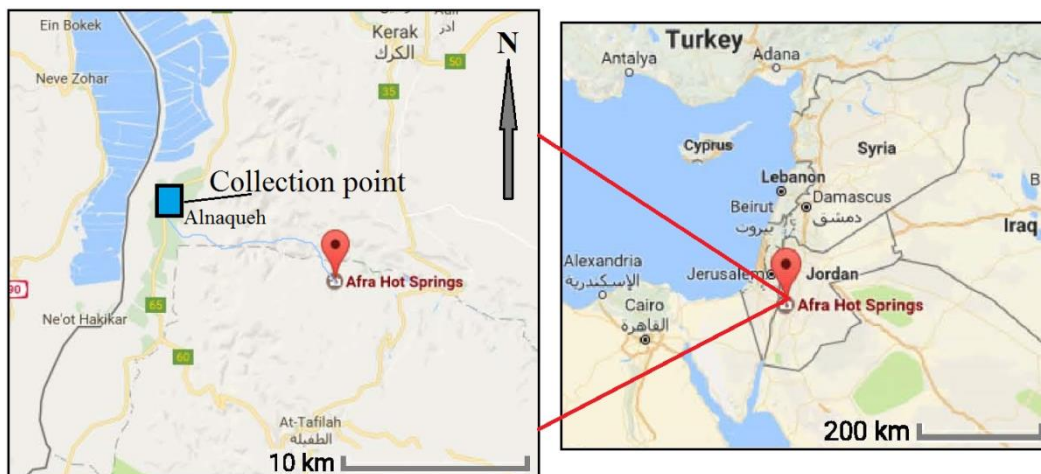 Ein Bokek
Neve Zohar
Kerak
الكرك
ادر
50
35
N
Collection point
Alnaqueh
Afra Hot Springs
90
65
Ne'ot Hakikar
60
At-Tafilah
الطفيلة
10 km
Turkey
Antalya
Adana
Cyprus
Syria
Lebanon
Beirut
بيروت
Damascus
دمشق
Iraq
Alexandria
الإسكندرية
Jerusalem
Jordan
Afra Hot Springs
Cairo
القاهرة
200 km